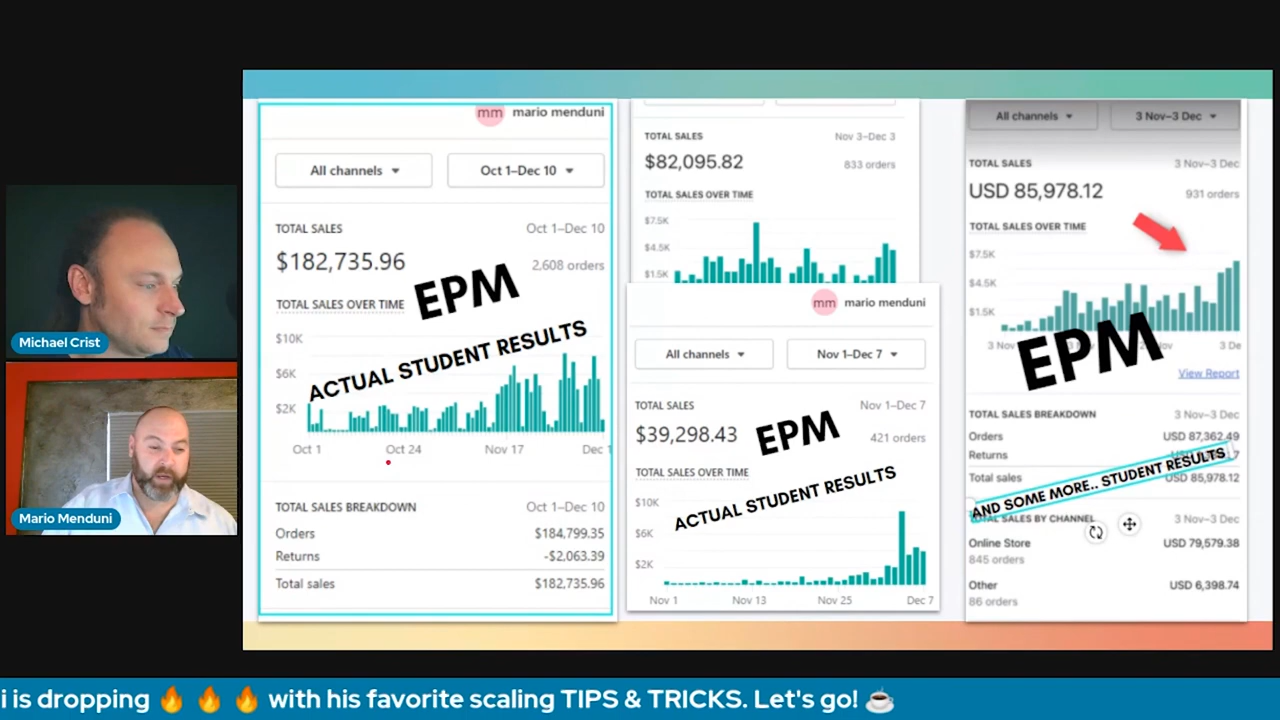 Michael Crist
Mario Menduni
mm mario menduni
All channels
Oct 1–Dec 10
TOTAL SALES
Oct 1–Dec 10
$182,735.96
2,608 orders
TOTAL SALES OVER TIME
EPM
ACTUAL STUDENT RESULTS
$10K
$6K
$2K
Oct 1
Oct 24
Nov 17
Dec 1
TOTAL SALES BREAKDOWN
Oct 1–Dec 10
Orders
$184,799.35
Returns
-$2,063.39
Total sales
$182,735.96
TOTAL SALES
Nov 3–Dec 3
$82,095.82
833 orders
TOTAL SALES OVER TIME
$7.5K
$4.5K
$1.5K
mm mario menduni
All channels
Nov 1–Dec 7
TOTAL SALES
Nov 1–Dec 7
$39,298.43
421 orders
EPM
TOTAL SALES OVER TIME
ACTUAL STUDENT RESULTS
$10K
$6K
$2K
Nov 1
Nov 13
Nov 25
Dec 7
All channels
3 Nov–3 Dec
TOTAL SALES
3 Nov–3 Dec
USD 85,978.12
931 orders
TOTAL SALES OVER TIME
$7.5K
$4.5K
$1.5K
3 Nov
3 De
EPM
View Report
TOTAL SALES BREAKDOWN
3 Nov–3 Dec
Orders
USD 87,362.49
Returns
Total sales
USD 85,978.12
AND SOME MORE.. STUDENT RESULTS
TOTAL SALES BY CHANNEL
3 Nov–3 Dec
Online Store
USD 79,579.38
845 orders
Other
USD 6,398.74
86 orders
i is dropping 🔥 🔥 🔥 with his favorite scaling TIPS & TRICKS. Let's go! ☕